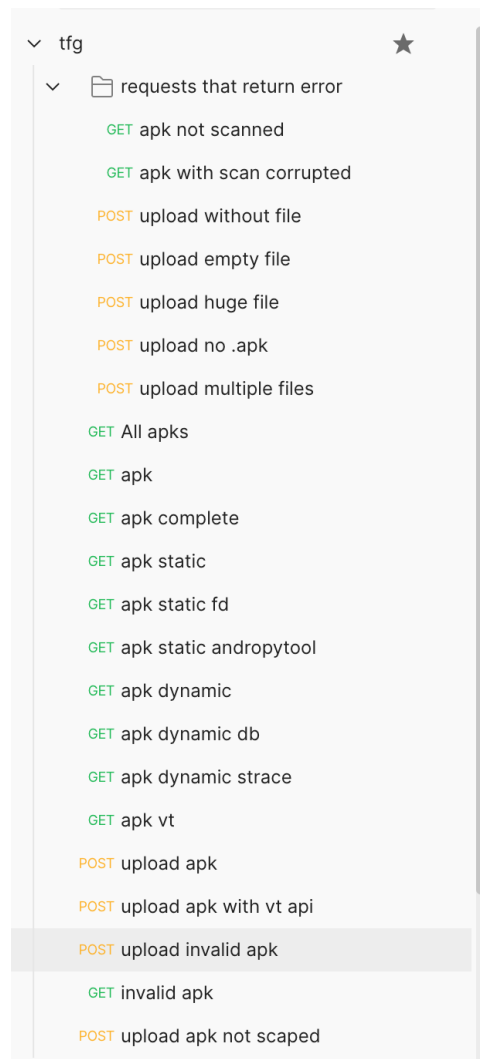 tfg
requests that return error
GET apk not scanned
GET apk with scan corrupted
POST upload without file
POST upload empty file
POST upload huge file
POST upload no .apk
POST upload multiple files
GET All apks
GET apk
GET apk complete
GET apk static
GET apk static fd
GET apk static andropytool
GET apk dynamic
GET apk dynamic db
GET apk dynamic strace
GET apk vt
POST upload apk
POST upload apk with vt api
POST upload invalid apk
GET invalid apk
POST upload apk not scaped